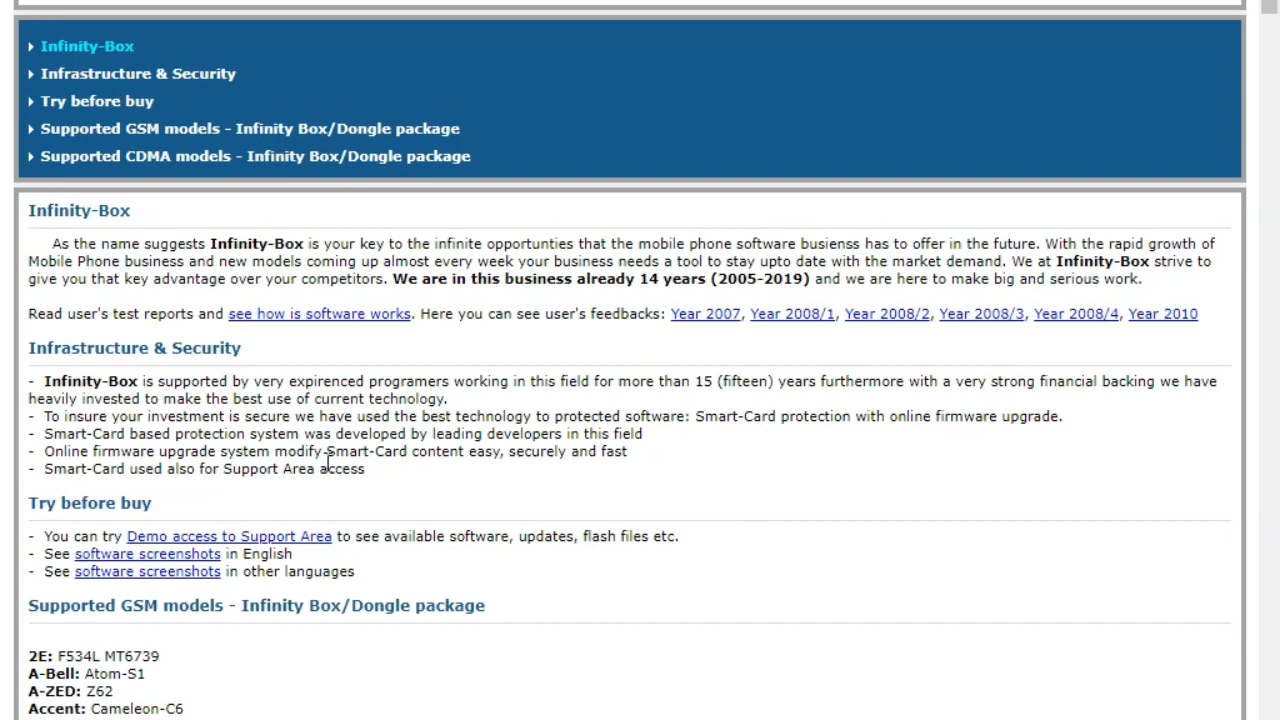 Infinity-Box
Infrastructure & Security
Try before buy
Supported GSM models - Infinity Box/Dongle package
Supported CDMA models - Infinity Box/Dongle package
Infinity-Box
As the name suggests Infinity-Box is your key to the infinite opportunties that the mobile phone software busienss has to offer in the future. With the rapid growth of
Mobile Phone business and new models coming up almost every week your business needs a tool to stay upto date with the market demand. We at Infinity-Box strive to
give you that key advantage over your competitors. We are in this business already 14 years (2005-2019) and we are here to make big and serious work.
Read user's test reports and see how is software works. Here you can see user's feedbacks: Year 2007, Year 2008/1, Year 2008/2, Year 2008/3, Year 2008/4, Year 2010
Infrastructure & Security
- Infinity-Box is supported by very expirenced programers working in this field for more than 15 (fifteen) years furthermore with a very strong financial backing we have
heavily invested to make the best use of current technology.
- To insure your investment is secure we have used the best technology to protected software: Smart-Card protection with online firmware upgrade.
- Smart-Card based protection system was developed by leading developers in this field
- Online firmware upgrade system modify Smart-Card content easy, securely and fast
- Smart-Card used also for Support Area access
Try before buy
- You can try Demo access to Support Area to see available software, updates, flash files etc.
- See software screenshots in English
- See software screenshots in other languages
Supported GSM models - Infinity Box/Dongle package
2E: F534L MT6739
A-Bell: Atom-S1
A-ZED: Z62
Accent: Cameleon-C6